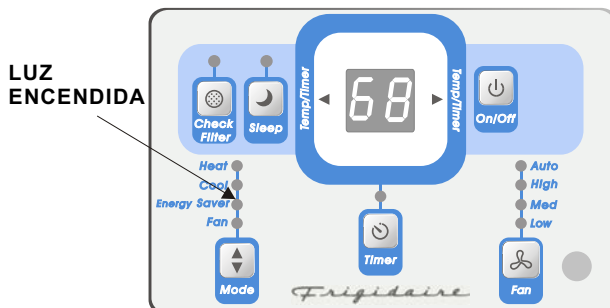 LUZ
ENCENDIDA
Check
Filter
Sleep
Temp/Timer
68
Temp/Timer
On/Off
Heat
Cool
Energy Saver
Fan
Mode
Timer
Auto
High
Med
Low
Fan
Frigidaire